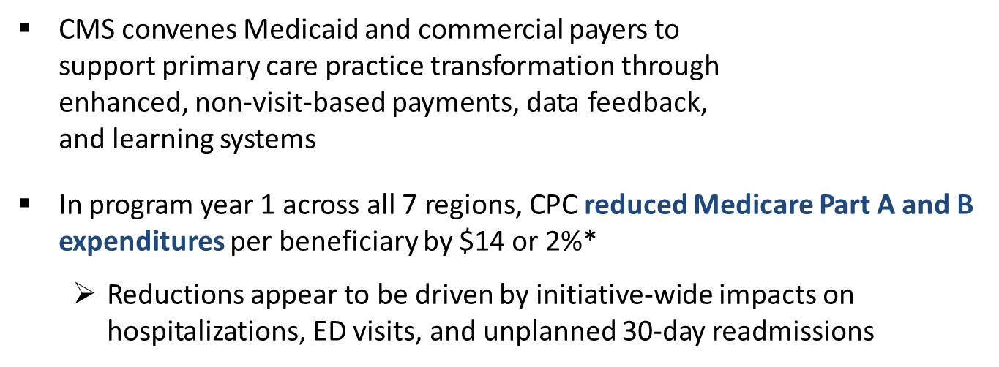 ▪ CMS convenes Medicaid and commercial payers to
support primary care practice transformation through
enhanced, non-visit-based payments, data feedback,
and learning systems
▪ In program year 1 across all 7 regions, CPC reduced Medicare Part A and B
expenditures per beneficiary by $14 or 2%*
➢ Reductions appear to be driven by initiative-wide impacts on
hospitalizations, ED visits, and unplanned 30-day readmissions